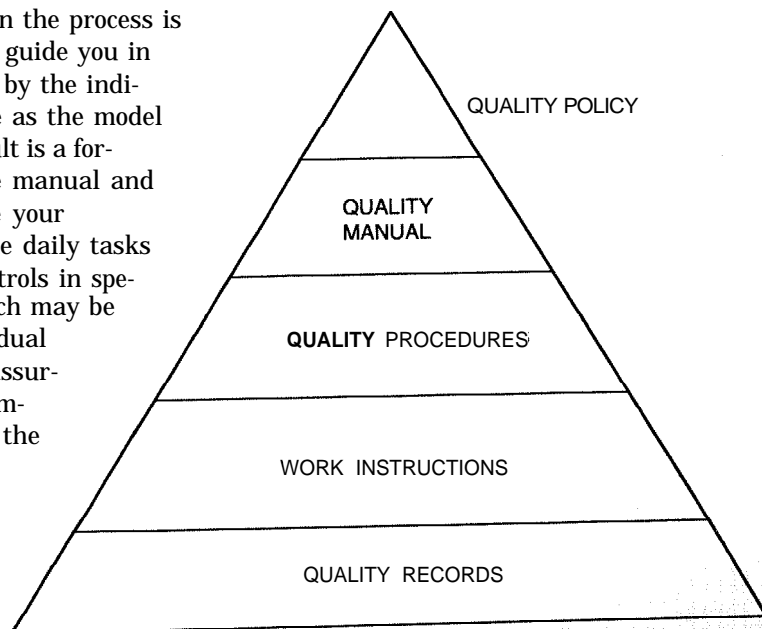 n the process is
guide you in
by the indi-
as the model
lt is a for-
manual and
your
e daily tasks
trols in spe-
ch may be
dual
ssur-
m-
the
QUALITY POLICY
QUALITY
MANUAL
QUALITY PROCEDURES
WORK INSTRUCTIONS
QUALITY RECORDS